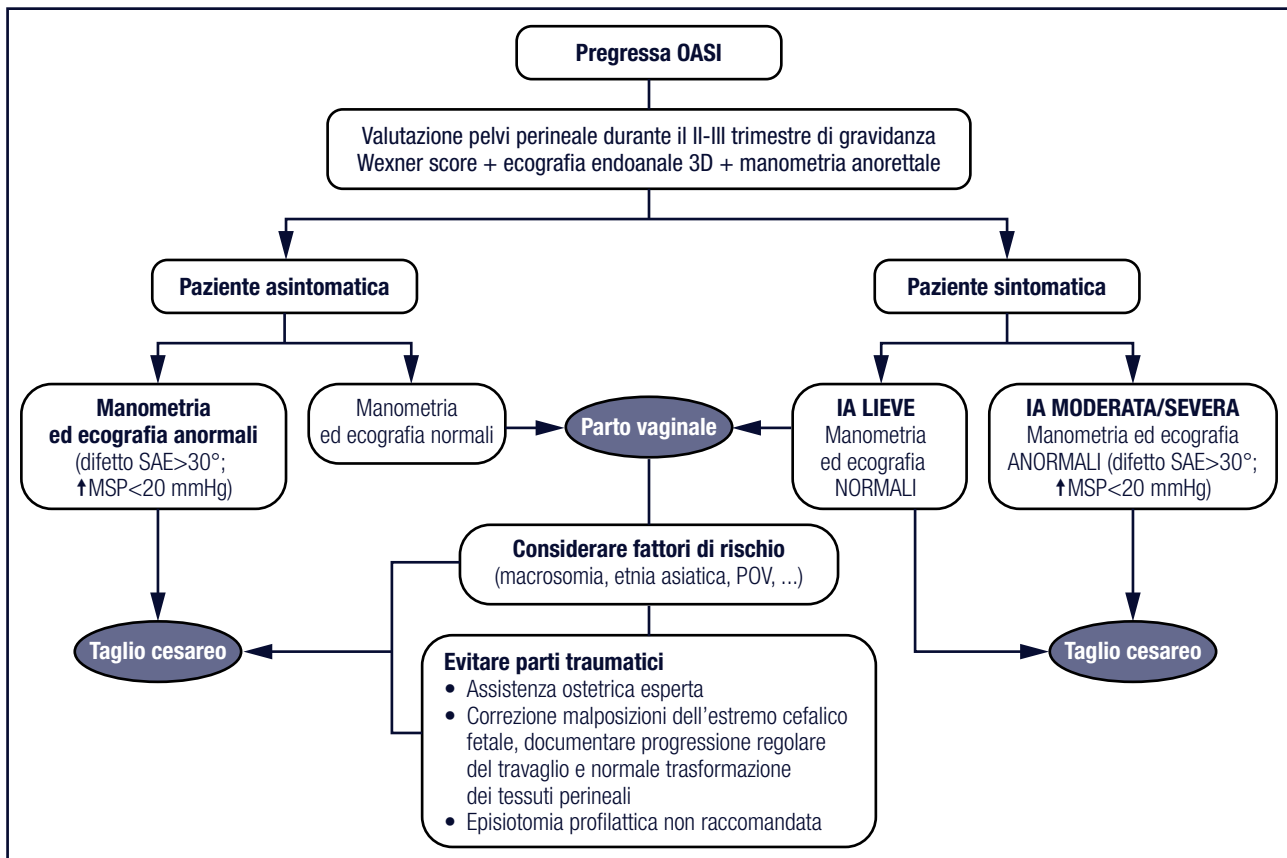 Pregressa OASI
Valutazione pelvi perineale durante il II-III trimestre di gravidanza
Wexner score + ecografia endoanale 3D + manometria anorettale
Paziente asintomatica
Paziente sintomatica
Manometria
ed ecografia anormali
(difetto SAE>30°;
↑MSP<20 mmHg)
Manometria
ed ecografia normali
Parto vaginale
IA LIEVE
Manometria
ed ecografia
NORMALI
IA MODERATA/SEVERA
Manometria ed ecografia
ANORMALI (difetto SAE>30°;
↑MSP<20 mmHg)
Considerare fattori di rischio
(macrosomia, etnia asiatica, POV, ...)
Taglio cesareo
Taglio cesareo
Evitare parti traumatici
• Assistenza ostetrica esperta
• Correzione malposizioni dell'estremo cefalico
fetale, documentare progressione regolare
del travaglio e normale trasformazione
dei tessuti perineali
• Episiotomia profilattica non raccomandata